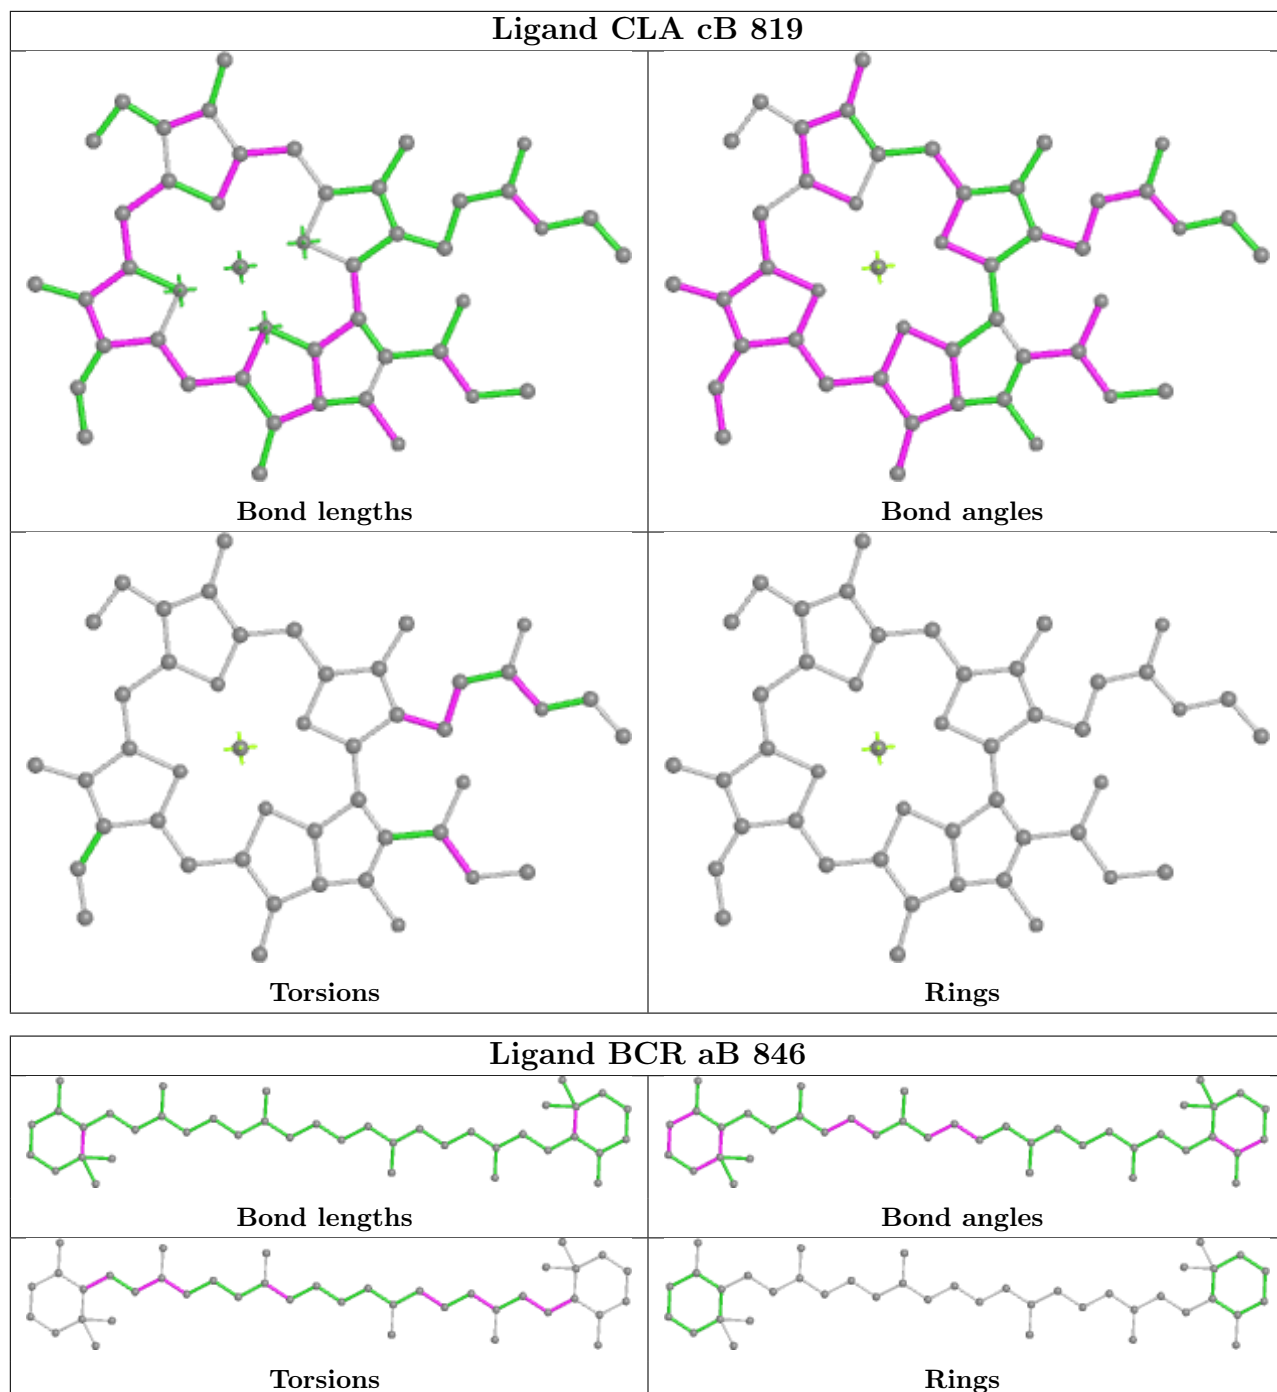 Ligand CLA cB 819
Bond lengths
Bond angles
Torsions
Rings
Ligand BCR aB 846
Bond lengths
Bond angles
Torsions
Rings